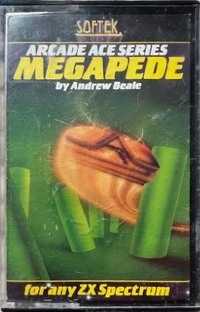 SOFTEK
ARCADE ACE SERIES
MEGAPEDE
by Andrew Beale
for any ZX Spectrum